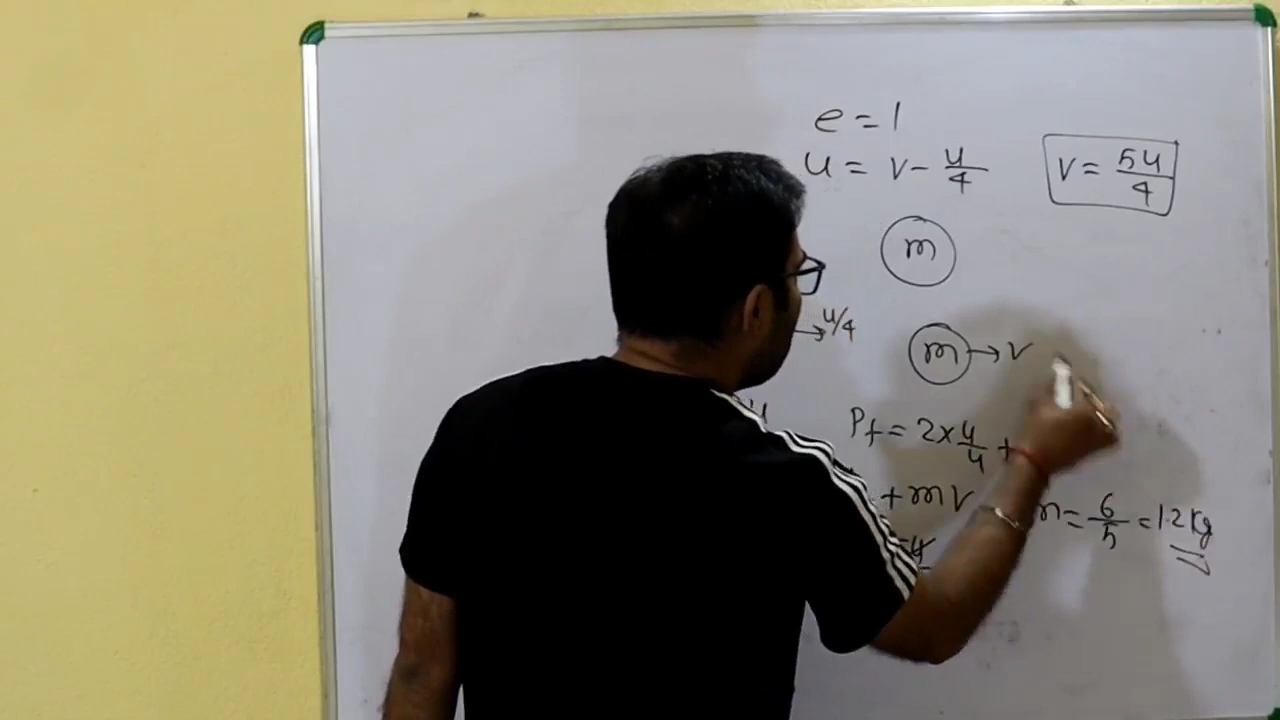 e = 1
u = v - u/4
v = 5u/4
m
u/4
m → v
Pf = 2 × u/4 +
+ mv
m = 6/5 = 1.2 kg